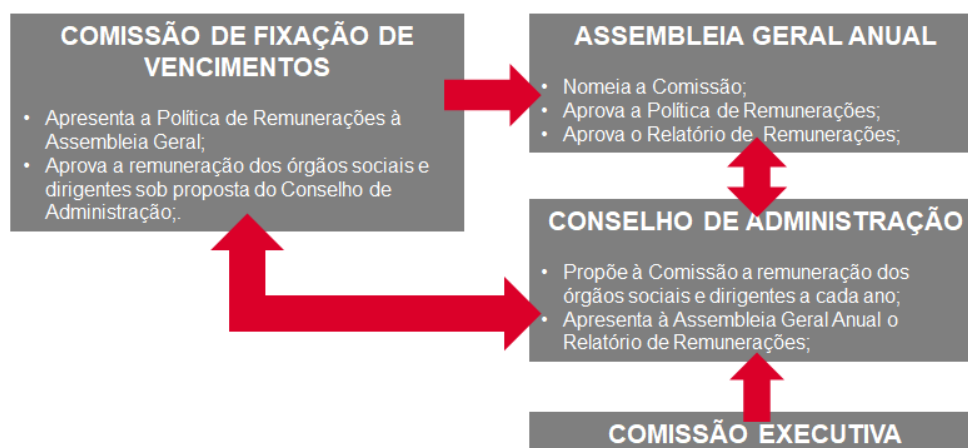 COMISSÃO DE FIXAÇÃO DE
VENCIMENTOS
• Apresenta a Política de Remunerações à
Assembleia Geral;
• Aprova a remuneração dos órgãos sociais e
dirigentes sob proposta do Conselho de
Administração;.
ASSEMBLEIA GERAL ANUAL
• Nomeia a Comissão;
• Aprova a Política de Remunerações;
• Aprova o Relatório de Remunerações;
CONSELHO DE ADMINISTRAÇÃO
• Propõe à Comissão a remuneração dos
órgãos sociais e dirigentes a cada ano;
• Apresenta à Assembleia Geral Anual o
Relatório de Remunerações;
COMISSÃO EXECUTIVA